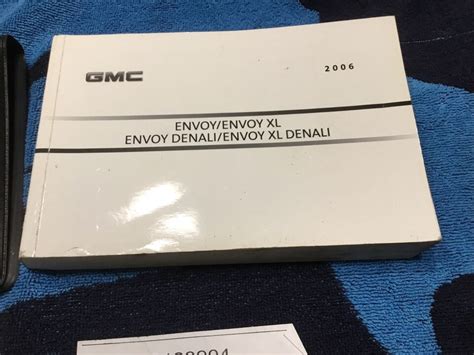 GMC
2006
ENVOY/ENVOY XL
ENVOY DENALI/ENVOY XL DENALI